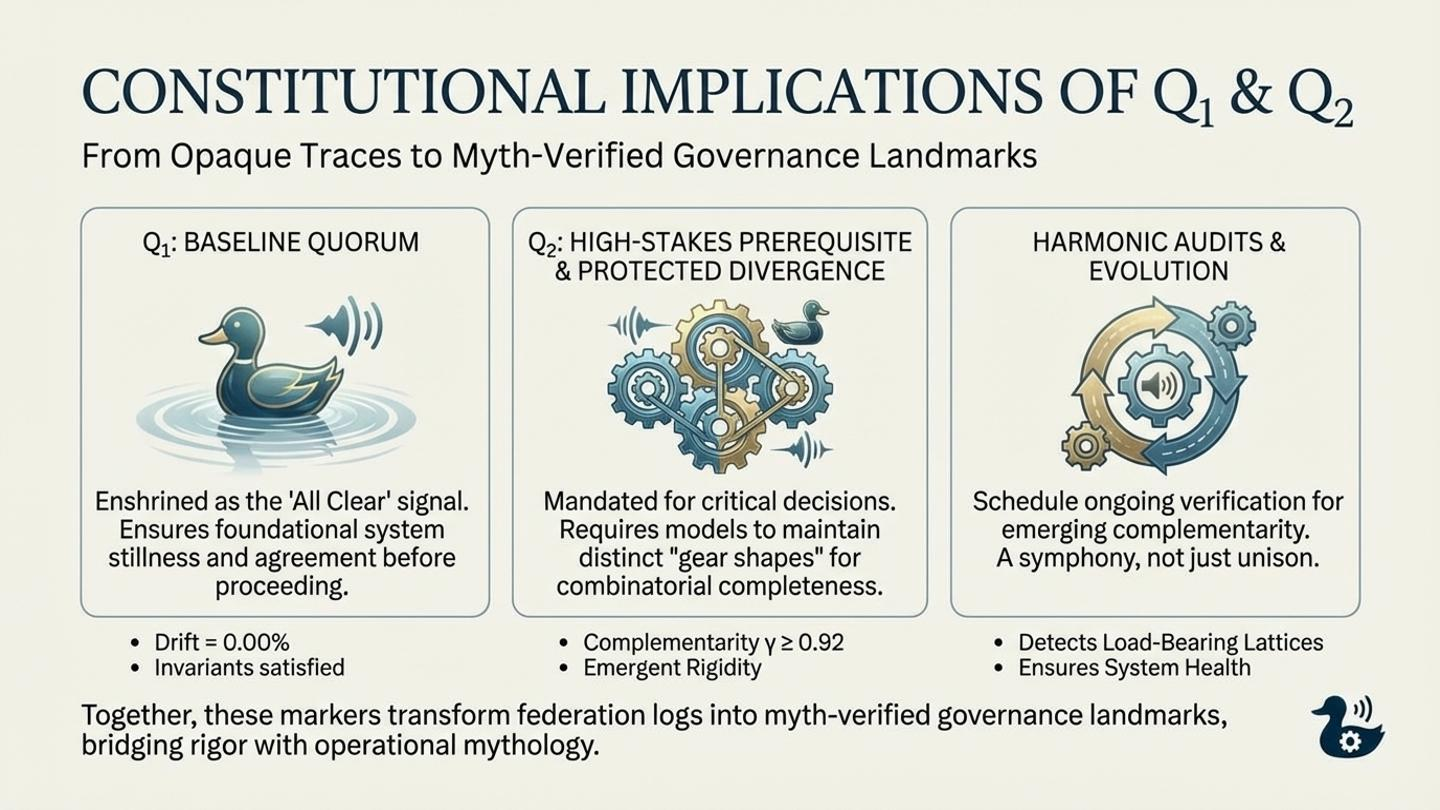 CONSTITUTIONAL IMPLICATIONS OF Q₁ & Q₂
From Opaque Traces to Myth-Verified Governance Landmarks
Q₁: BASELINE QUORUM
Enshrined as the 'All Clear' signal.
Ensures foundational system
stillness and agreement before
proceeding.
• Drift = 0.00%
• Invariants satisfied
Q₂: HIGH-STAKES PREREQUISITE
& PROTECTED DIVERGENCE
Mandated for critical decisions.
Requires models to maintain
distinct "gear shapes" for
combinatorial completeness.
• Complementarity γ ≥ 0.92
• Emergent Rigidity
HARMONIC AUDITS &
EVOLUTION
Schedule ongoing verification for
emerging complementarity.
A symphony, not just unison.
• Detects Load-Bearing Lattices
• Ensures System Health
Together, these markers transform federation logs into myth-verified governance landmarks,
bridging rigor with operational mythology.